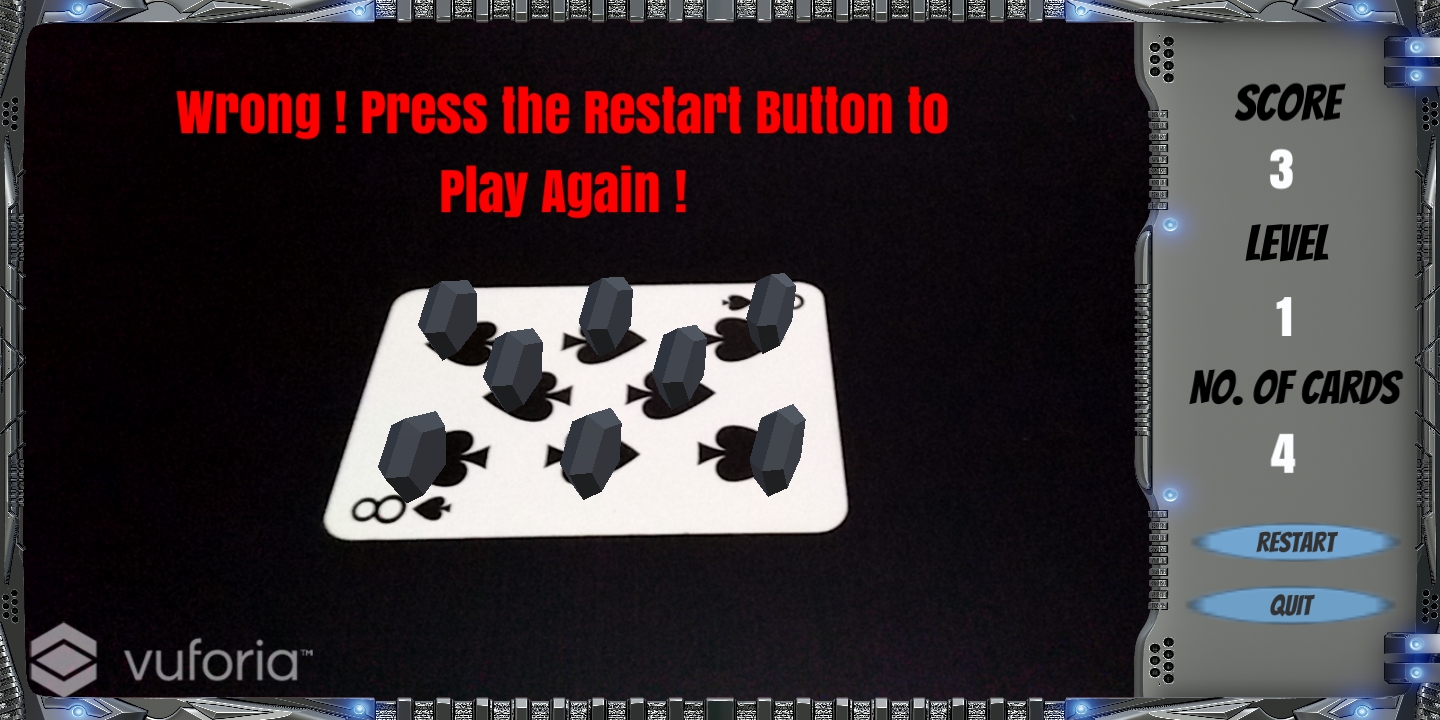 Wrong ! Press the Restart Button to
Play Again !
SCORE
3
LEVEL
1
NO. OF CARDS
4
RESTART
QUIT
8
vuforia™